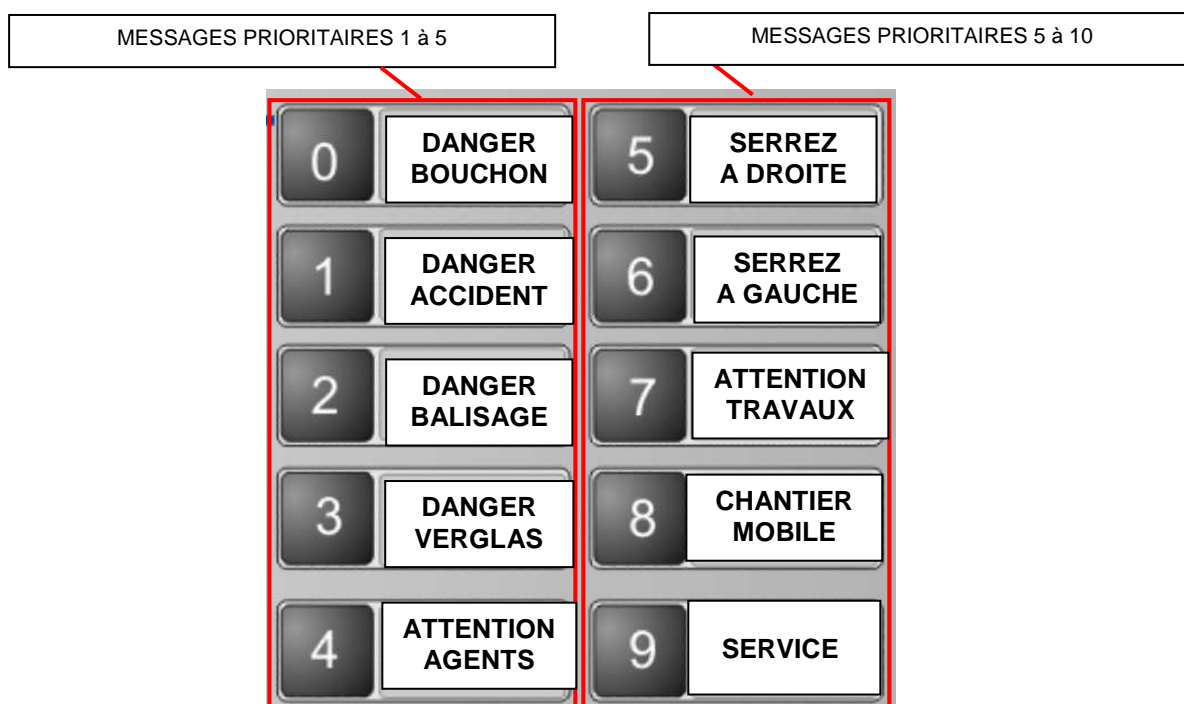 MESSAGES PRIORITAIRES 1 à 5
MESSAGES PRIORITAIRES 5 à 10
0
DANGER
BOUCHON
5
SERREZ
A DROITE
1
DANGER
ACCIDENT
6
SERREZ
A GAUCHE
2
DANGER
BALISAGE
7
ATTENTION
TRAVAUX
3
DANGER
VERGLAS
8
CHANTIER
MOBILE
4
ATTENTION
AGENTS
9
SERVICE